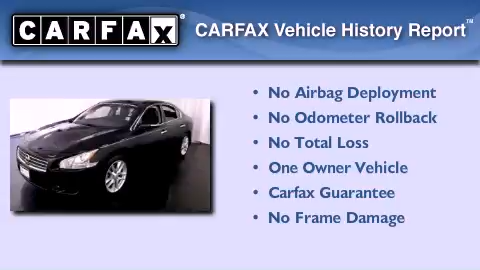 CARFAX® CARFAX Vehicle History Report™
• No Airbag Deployment
• No Odometer Rollback
• No Total Loss
• One Owner Vehicle
• Carfax Guarantee
• No Frame Damage